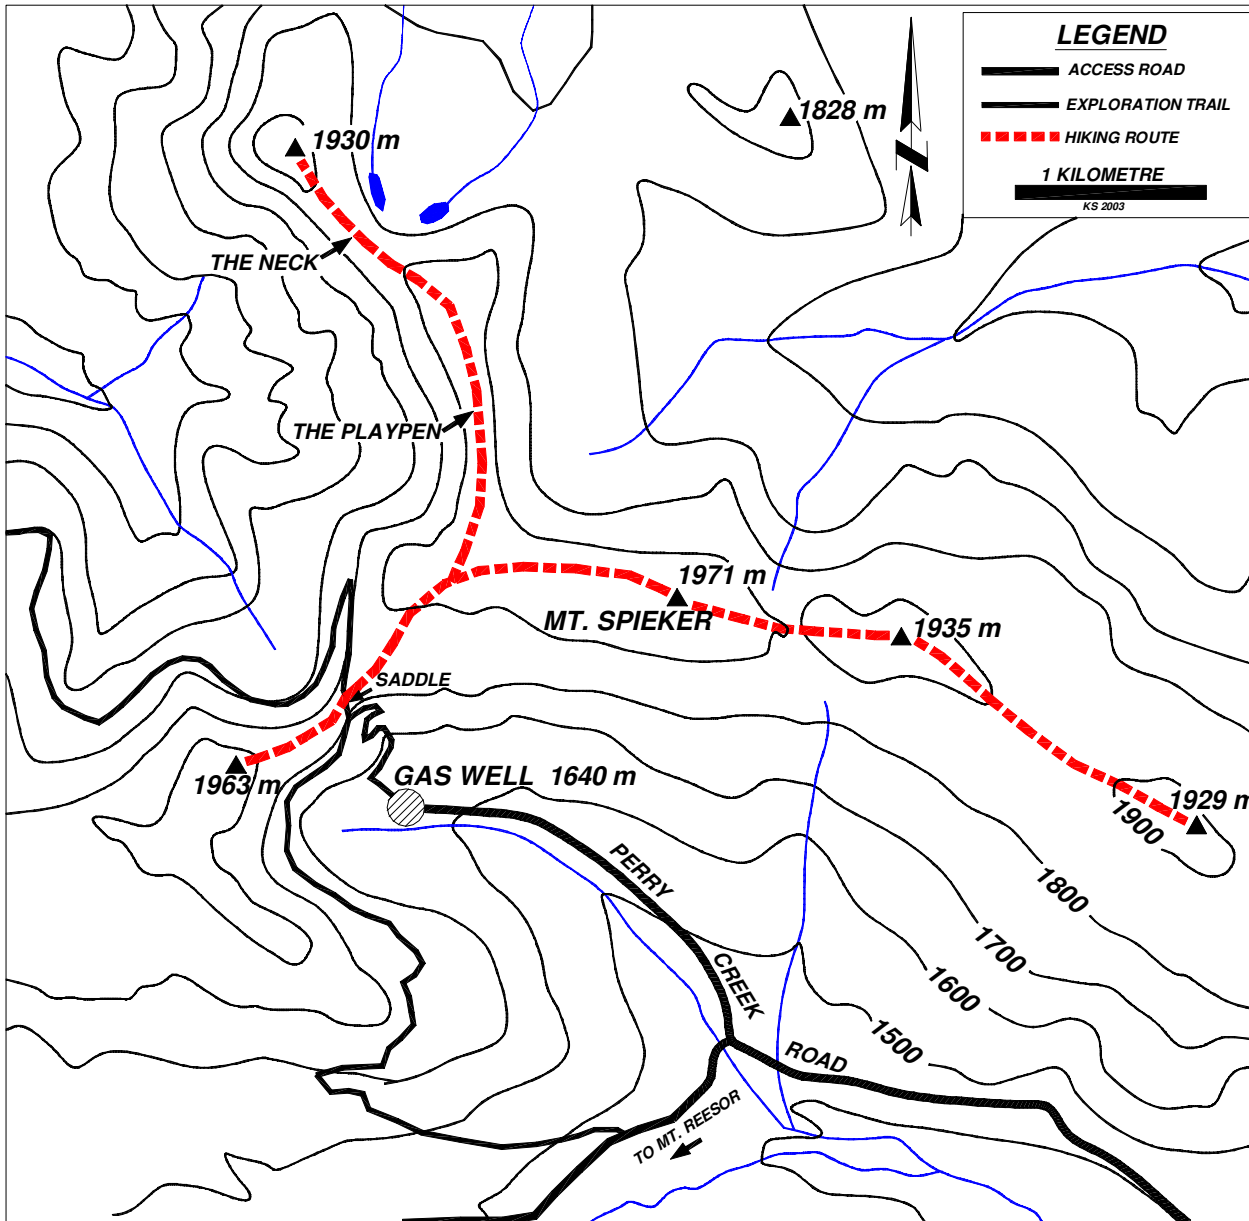 LEGEND
ACCESS ROAD
EXPLORATION TRAIL
HIKING ROUTE
1 KILOMETRE
KS 2003
1828 m
1930 m
THE NECK
THE PLAYPEN
1971 m
MT. SPIEKER
1935 m
SADDLE
1963 m
GAS WELL 1640 m
1929 m
1900
1800
1700
1600
1500
PERRY
CREEK
ROAD
TO MT. REESOR